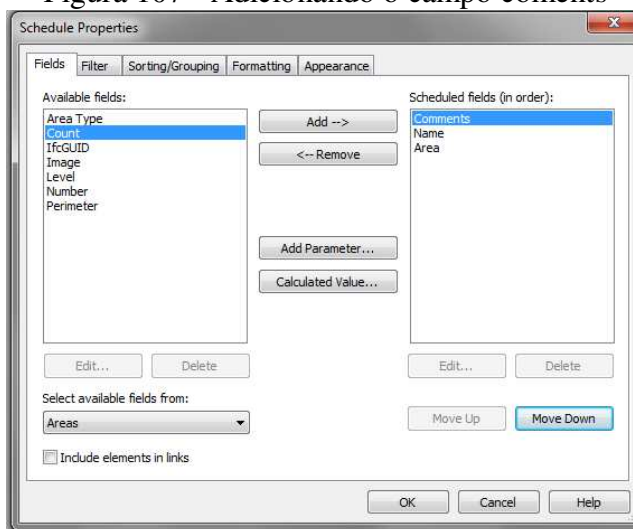 Figura 167 - Adicionando o campo coments
Schedule Properties
Fields Filter Sorting/Grouping Formatting Appearance
Available fields:
Area Type
Count
IfcGUID
Image
Level
Number
Perimeter
Add -->
<-- Remove
Add Parameter...
Calculated Value...
Scheduled fields (in order):
Comments
Name
Area
Edit... Delete
Edit... Delete
Select available fields from:
Areas
Move Up Move Down
Include elements in links
OK Cancel Help